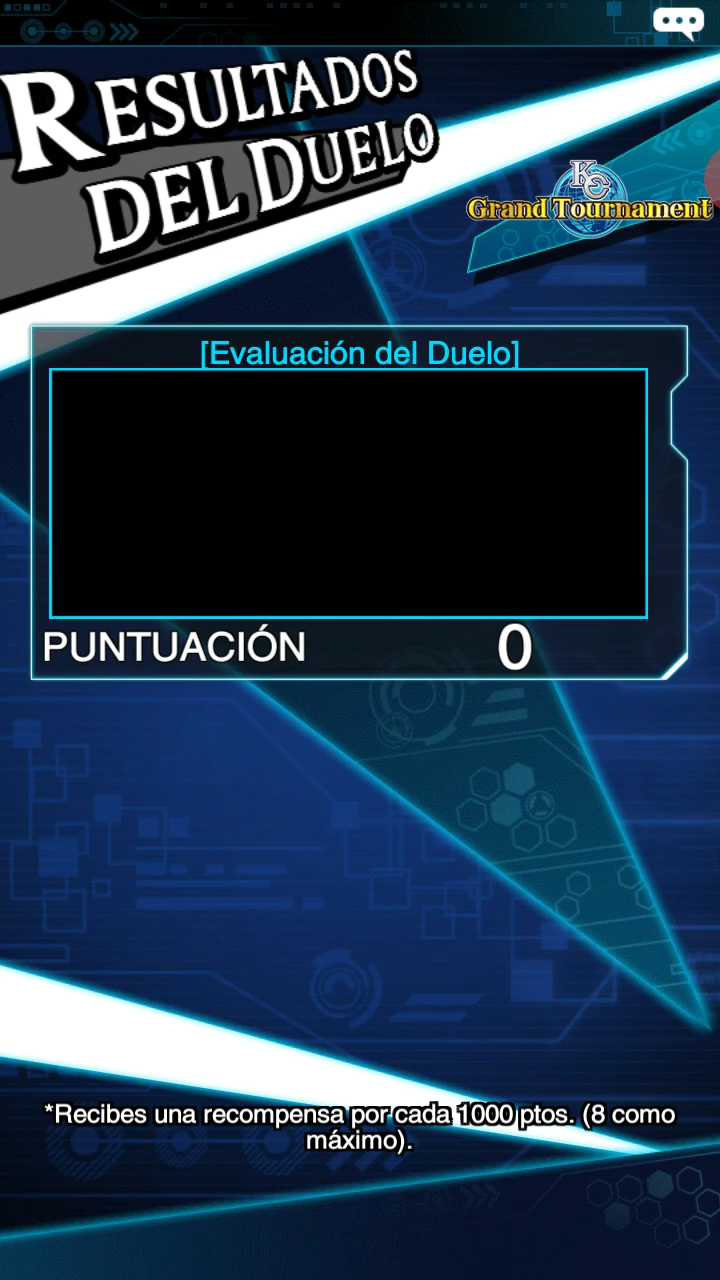 RESULTADOS
DEL DUELO
KC
Grand Tournament
[Evaluación del Duelo]
PUNTUACIÓN 0
*Recibes una recompensa por cada 1000 ptos. (8 como
máximo).